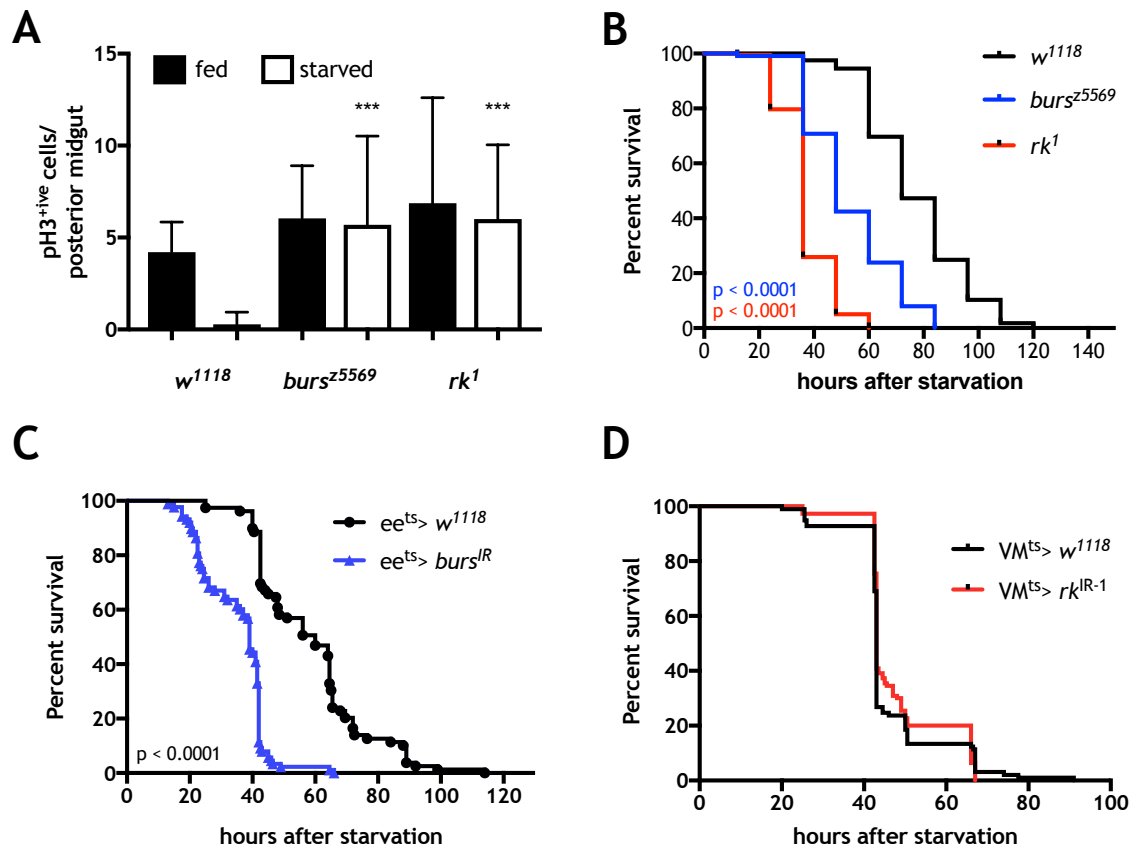 A
15
10
5
0
pH3+ive cells/
posterior midgut
fed
starved
***
***
w1118
bursz5569
rk1
B
100
80
60
40
20
0
Percent survival
w1118
bursz5569
rk1
p < 0.0001
p < 0.0001
0 20 40 60 80 100 120 140
hours after starvation
C
100
80
60
40
20
0
Percent survival
eets> w1118
eets> bursIR
p < 0.0001
0 20 40 60 80 100 120
hours after starvation
D
100
80
60
40
20
0
Percent survival
VMts> w1118
VMts> rkIR-1
0 20 40 60 80 100
hours after starvation